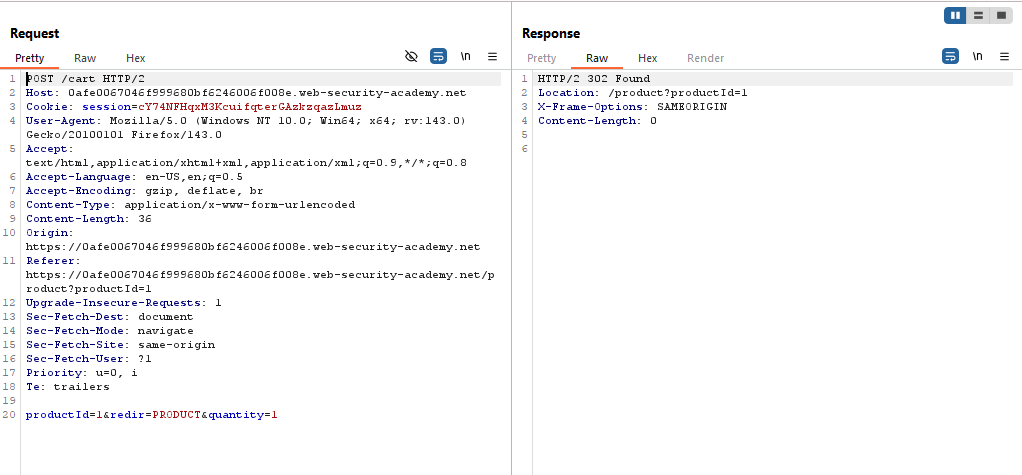 Request
Pretty Raw Hex \n
1 POST /cart HTTP/2
2 Host: 0afe0067046f999680bf6246006f008e.web-security-academy.net
3 Cookie: session=cY74NFHqxM3KcuifqterGAzkzqazLmuz
4 User-Agent: Mozilla/5.0 (Windows NT 10.0; Win64; x64; rv:143.0)
Gecko/20100101 Firefox/143.0
5 Accept:
text/html,application/xhtml+xml,application/xml;q=0.9,*/*;q=0.8
6 Accept-Language: en-US,en;q=0.5
7 Accept-Encoding: gzip, deflate, br
8 Content-Type: application/x-www-form-urlencoded
9 Content-Length: 36
10 Origin:
https://0afe0067046f999680bf6246006f008e.web-security-academy.net
11 Referer:
https://0afe0067046f999680bf6246006f008e.web-security-academy.net/p
roduct?productId=1
12 Upgrade-Insecure-Requests: 1
13 Sec-Fetch-Dest: document
14 Sec-Fetch-Mode: navigate
15 Sec-Fetch-Site: same-origin
16 Sec-Fetch-User: ?1
17 Priority: u=0, i
18 Te: trailers
19
20 productId=1&redir=PRODUCT&quantity=1
Response
Pretty Raw Hex Render \n
1 HTTP/2 302 Found
2 Location: /product?productId=1
3 X-Frame-Options: SAMEORIGIN
4 Content-Length: 0
5
6